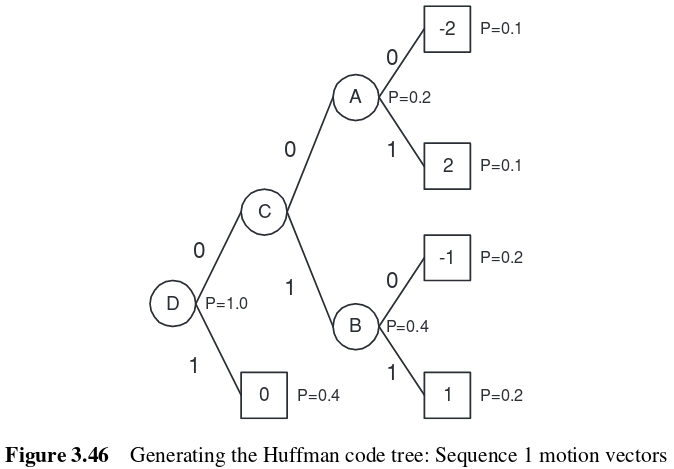 -2 P=0.1
0
A P=0.2
0
1
2 P=0.1
C
0
-1 P=0.2
1
0
D P=1.0
B P=0.4
1
1
0 P=0.4
1 P=0.2
Figure 3.46 Generating the Huffman code tree: Sequence 1 motion vectors